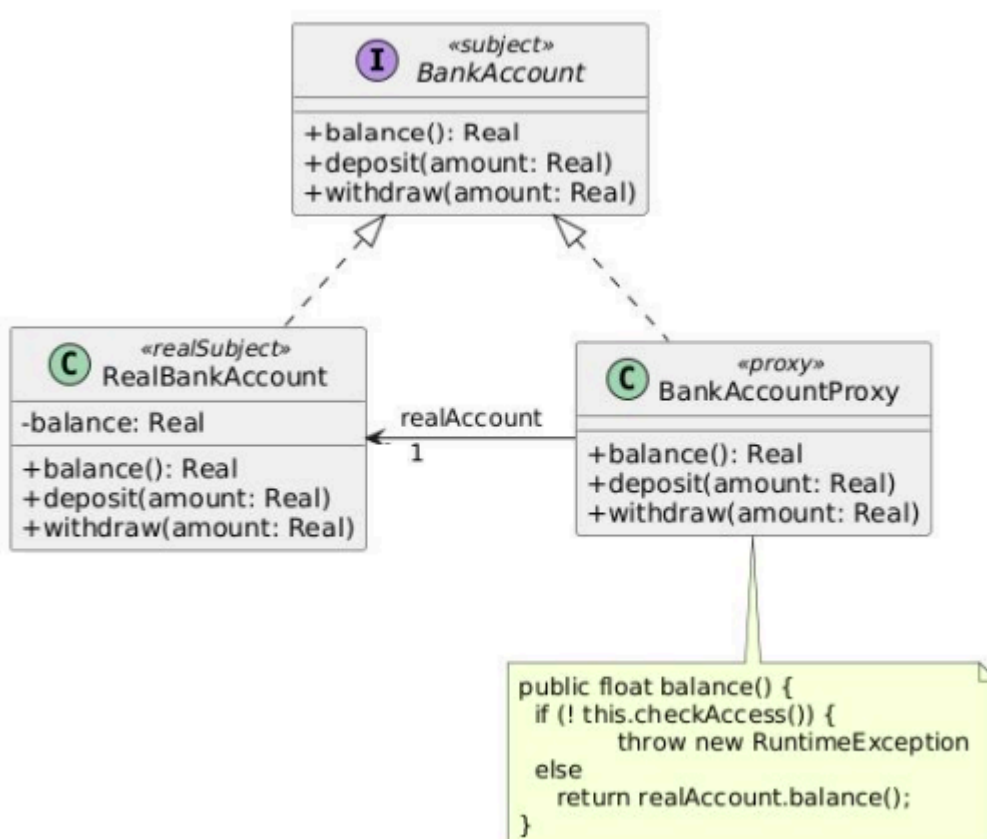 I
«subject»
BankAccount
+balance(): Real
+deposit(amount: Real)
+withdraw(amount: Real)
C
«realSubject»
RealBankAccount
-balance: Real
+balance(): Real
+deposit(amount: Real)
+withdraw(amount: Real)
realAccount
1
C
«proxy»
BankAccountProxy
+balance(): Real
+deposit(amount: Real)
+withdraw(amount: Real)
public float balance() {
if (! this.checkAccess()) {
throw new RuntimeException
else
return realAccount.balance();
}